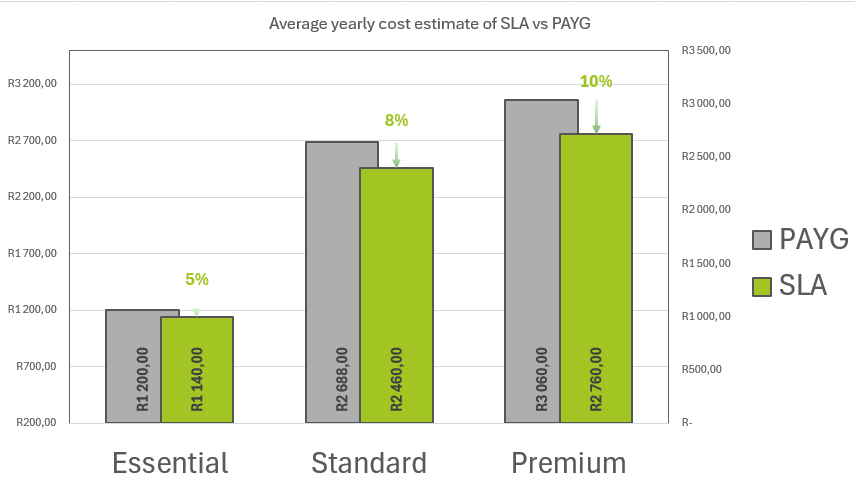 Average yearly cost estimate of SLA vs PAYG
R3 200,00
R2 700,00
R2 200,00
R1 700,00
R1 200,00
R700,00
R200,00
5%
8%
10%
R1 200,00
R1 140,00
R2 688,00
R2 460,00
R3 060,00
R2 760,00
R3 500,00
R3 000,00
R2 500,00
R2 000,00
R1 500,00
R1 000,00
R500,00
R-
PAYG
SLA
Essential
Standard
Premium